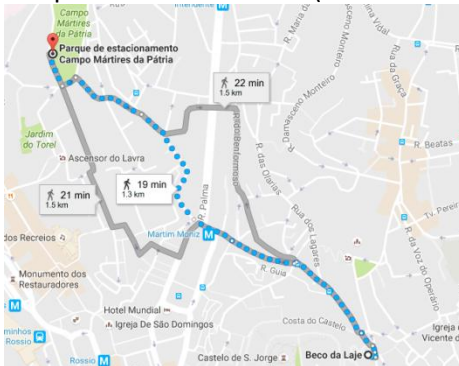 Campo
Mártires
da Pátria
Intendente
Parque de estacionamento
Campo Mártires da Pátria
R. Damasceno Monteiro
Rua da Graça
R. Beatas
22 min
1.5 km
Jardim
do Torel
Ascensor do Lavra
R. das Olarias
Rua dos Lagares
21 min
1.5 km
19 min
1.3 km
R. Palma
Martim Moniz
Tv. Pereira
R. da Voz do Operário
dos Recreios
Monumento dos
Restauradores
R. Guia
Hotel Mundial
Igreja De São Domingos
Costa do Castelo
Rossio
Rossio
Castelo de S. Jorge
Beco da Laje
Igreja
Vicente d